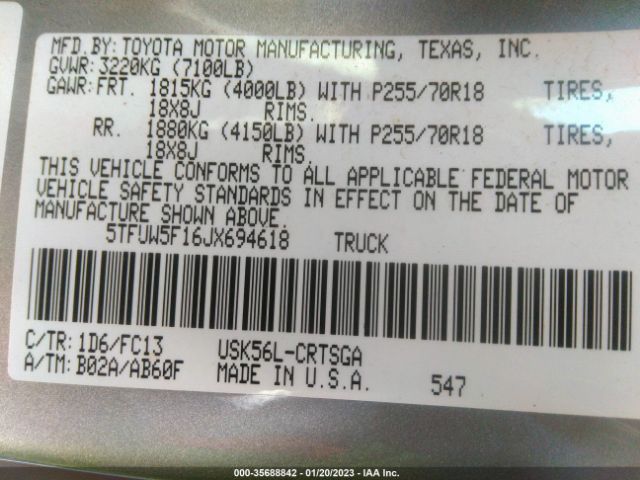 MFD.BY: TOYOTA MOTOR MANUFACTURING, TEXAS, INC.
GVWR: 3220KG (7100LB)
GAWR: FRT. 1815KG (4000LB) WITH P255/70R18 TIRES,
18X8J RIMS.
RR. 1880KG (4150LB) WITH P255/70R18 TIRES,
18X8J RIMS.
THIS VEHICLE CONFORMS TO ALL APPLICABLE FEDERAL MOTOR
VEHICLE SAFETY STANDARDS IN EFFECT ON THE DATE OF
MANUFACTURE SHOWN ABOVE.
5TFUW5F16JX694618 TRUCK
C/TR: 1D6/FC13 USK56L-CRTSGA
A/TM: B02A/AB60F MADE IN U.S.A. 547
000-35688842 / 01/20/2023 - IAA Inc.